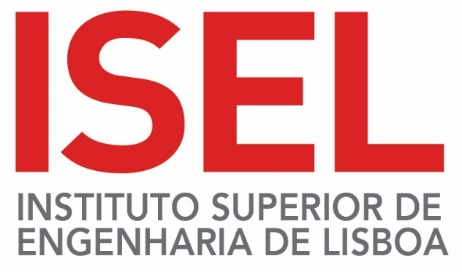 ISEL
INSTITUTO SUPERIOR DE
ENGENHARIA DE LISBOA